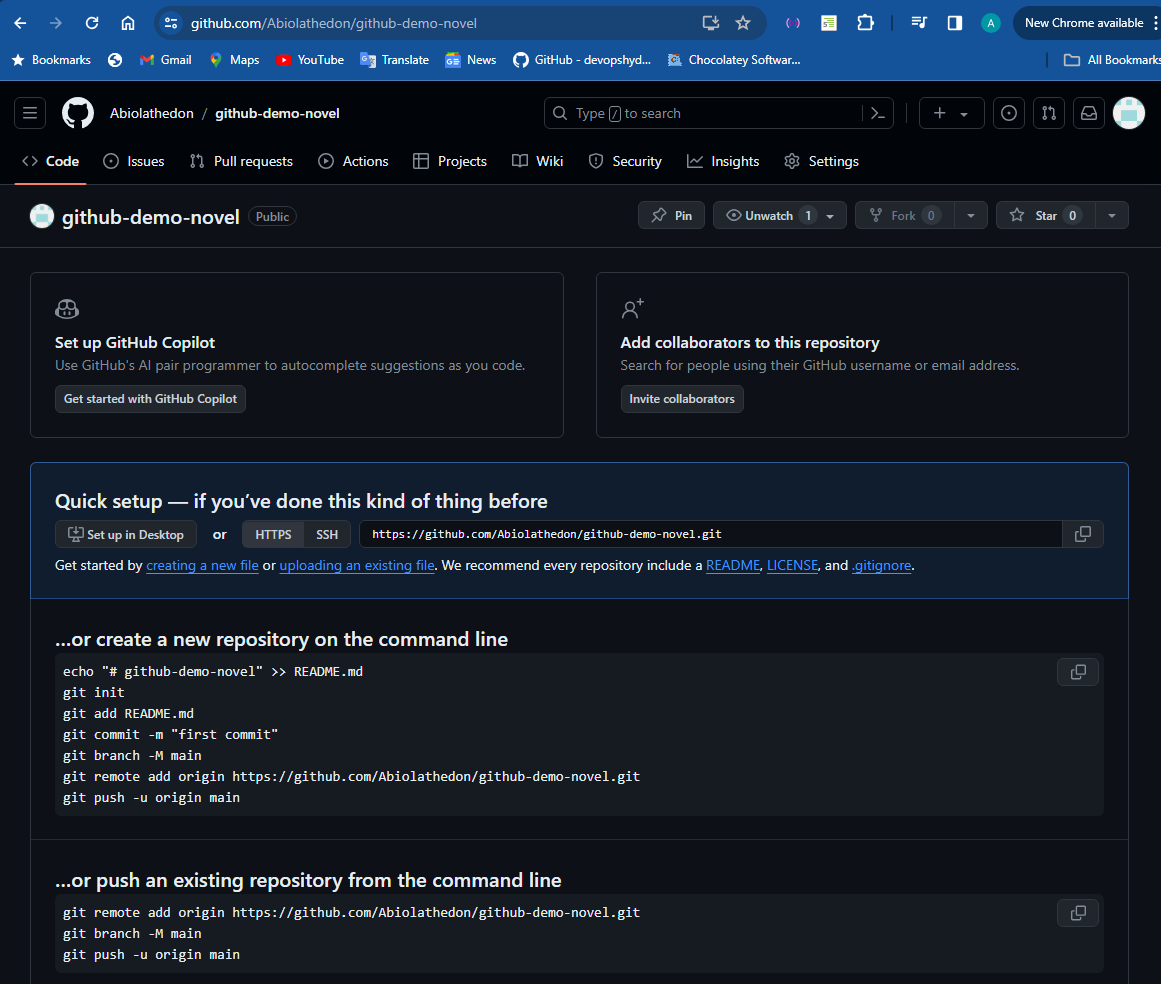 github.com/Abiolathedon/github-demo-novel
A
New Chrome available
Bookmarks
Gmail
Maps
YouTube
Translate
News
GitHub - devopshyd...
Chocolatey Softwar...
All Bookmarks
Abiolathedon / github-demo-novel
Type / to search
Code
Issues
Pull requests
Actions
Projects
Wiki
Security
Insights
Settings
github-demo-novel
Public
Pin
Unwatch 1
Fork 0
Star 0
Set up GitHub Copilot
Use GitHub's AI pair programmer to autocomplete suggestions as you code.
Get started with GitHub Copilot
Add collaborators to this repository
Search for people using their GitHub username or email address.
Invite collaborators
Quick setup — if you’ve done this kind of thing before
Set up in Desktop or HTTPS SSH https://github.com/Abiolathedon/github-demo-novel.git
Get started by creating a new file or uploading an existing file. We recommend every repository include a README, LICENSE, and .gitignore.
…or create a new repository on the command line
echo "# github-demo-novel" >> README.md
git init
git add README.md
git commit -m "first commit"
git branch -M main
git remote add origin https://github.com/Abiolathedon/github-demo-novel.git
git push -u origin main
…or push an existing repository from the command line
git remote add origin https://github.com/Abiolathedon/github-demo-novel.git
git branch -M main
git push -u origin main